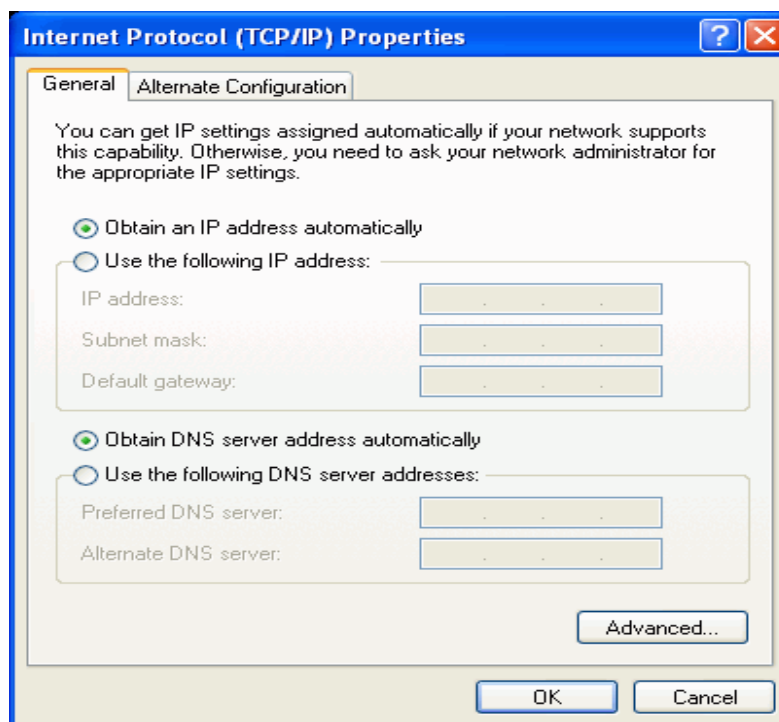 Internet Protocol (TCP/IP) Properties
General
Alternate Configuration
You can get IP settings assigned automatically if your network supports
this capability. Otherwise, you need to ask your network administrator for
the appropriate IP settings.
Obtain an IP address automatically
Use the following IP address:
IP address:
Subnet mask:
Default gateway:
Obtain DNS server address automatically
Use the following DNS server addresses:
Preferred DNS server:
Alternate DNS server:
Advanced...
OK
Cancel